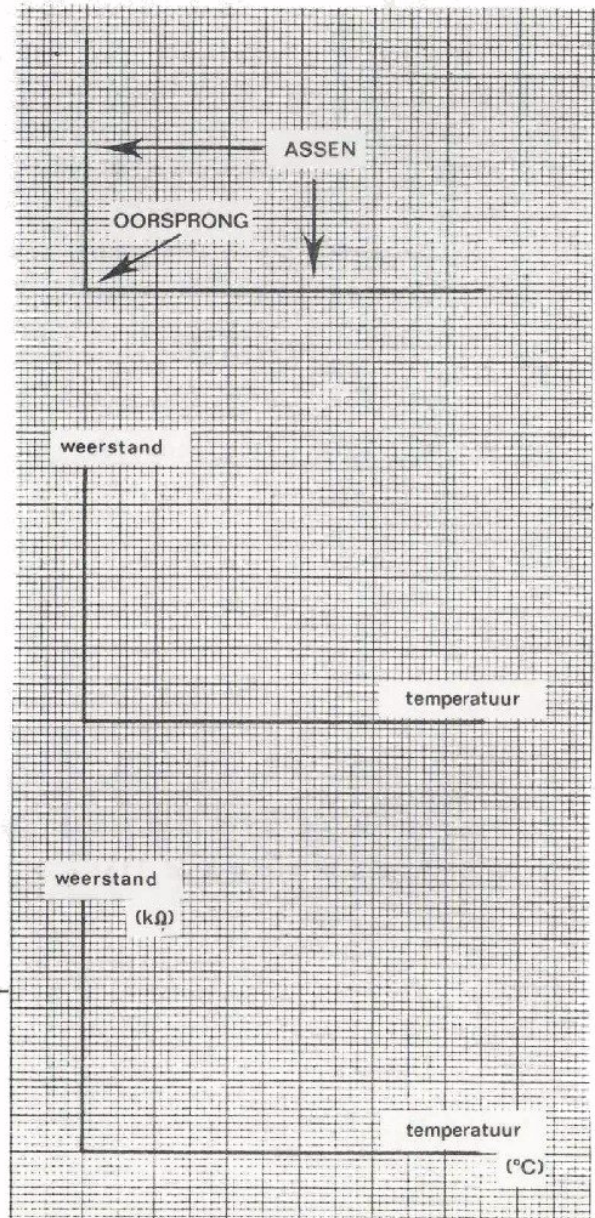 ASSEN
OORSPRONG
weerstand
temperatuur
weerstand
(kΩ)
temperatuur
(°C)